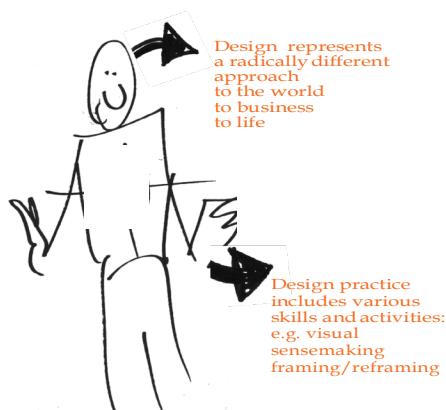 Design represents
a radically different
approach
to the world
to business
to life
Design practice
includes various
skills and activities:
e.g. visual
sensemaking
framing/reframing